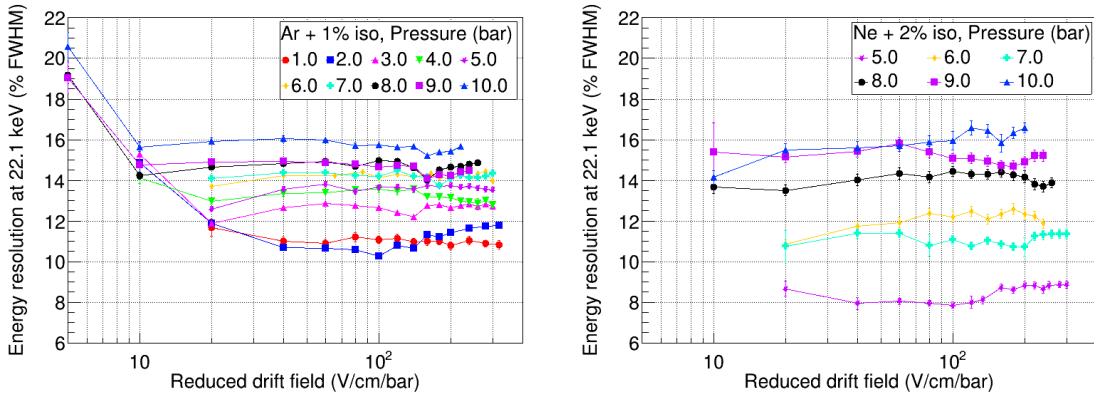 Energy resolution at 22.1 keV (% FWHM)
22
20
18
16
14
12
10
8
6
Ar + 1% iso, Pressure (bar)
1.0 2.0 3.0 4.0 5.0
6.0 7.0 8.0 9.0 10.0
10 10²
Reduced drift field (V/cm/bar)
Energy resolution at 22.1 keV (% FWHM)
22
20
18
16
14
12
10
8
6
Ne + 2% iso, Pressure (bar)
5.0 6.0 7.0
8.0 9.0 10.0
10 10²
Reduced drift field (V/cm/bar)